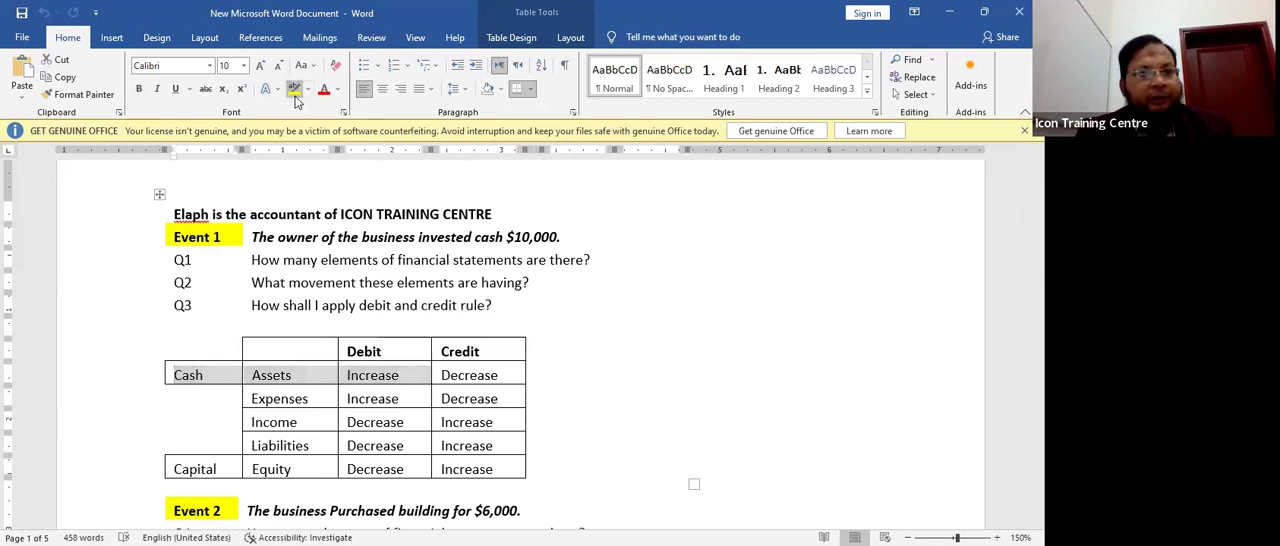 New Microsoft Word Document - Word
Table Tools
Sign in
File Home Insert Design Layout References Mailings Review View Help Table Design Layout Tell me what you want to do Share
Paste Cut Copy Format Painter
Calibri 10
AaBbCcD AaBbCcD 1. AaI 1. AaBb AaBbCcD
¶ Normal ¶ No Spac... Heading 1 Heading 2 Heading 3
Find Replace Select
Add-ins
Clipboard Font Paragraph Styles Editing Add-ins
GET GENUINE OFFICE Your license isn't genuine, and you may be a victim of software counterfeiting. Avoid interruption and keep your files safe with genuine Office today. Get genuine Office Learn more
Icon Training Centre
Elaph is the accountant of ICON TRAINING CENTRE
Event 1 The owner of the business invested cash $10,000.
Q1 How many elements of financial statements are there?
Q2 What movement these elements are having?
Q3 How shall I apply debit and credit rule?
Debit Credit
Cash Assets Increase Decrease
Expenses Increase Decrease
Income Decrease Increase
Liabilities Decrease Increase
Capital Equity Decrease Increase
Event 2 The business Purchased building for $6,000.
Page 1 of 5 458 words English (United States) Accessibility: Investigate 150%